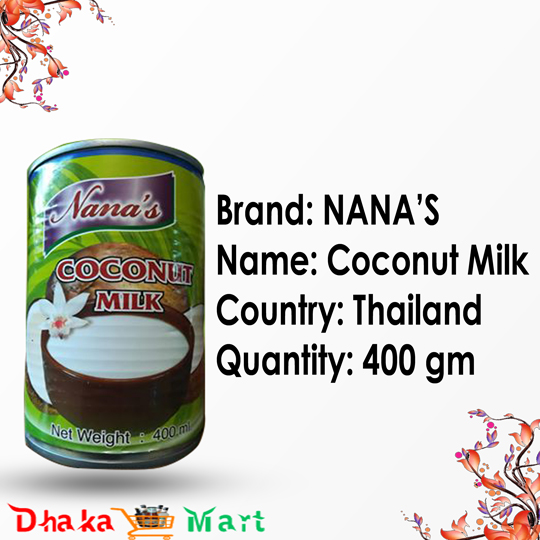 Nana's
COCONUT
MILK
Net Weight : 400 ml
Brand: NANA'S
Name: Coconut Milk
Country: Thailand
Quantity: 400 gm
Dhaka Mart